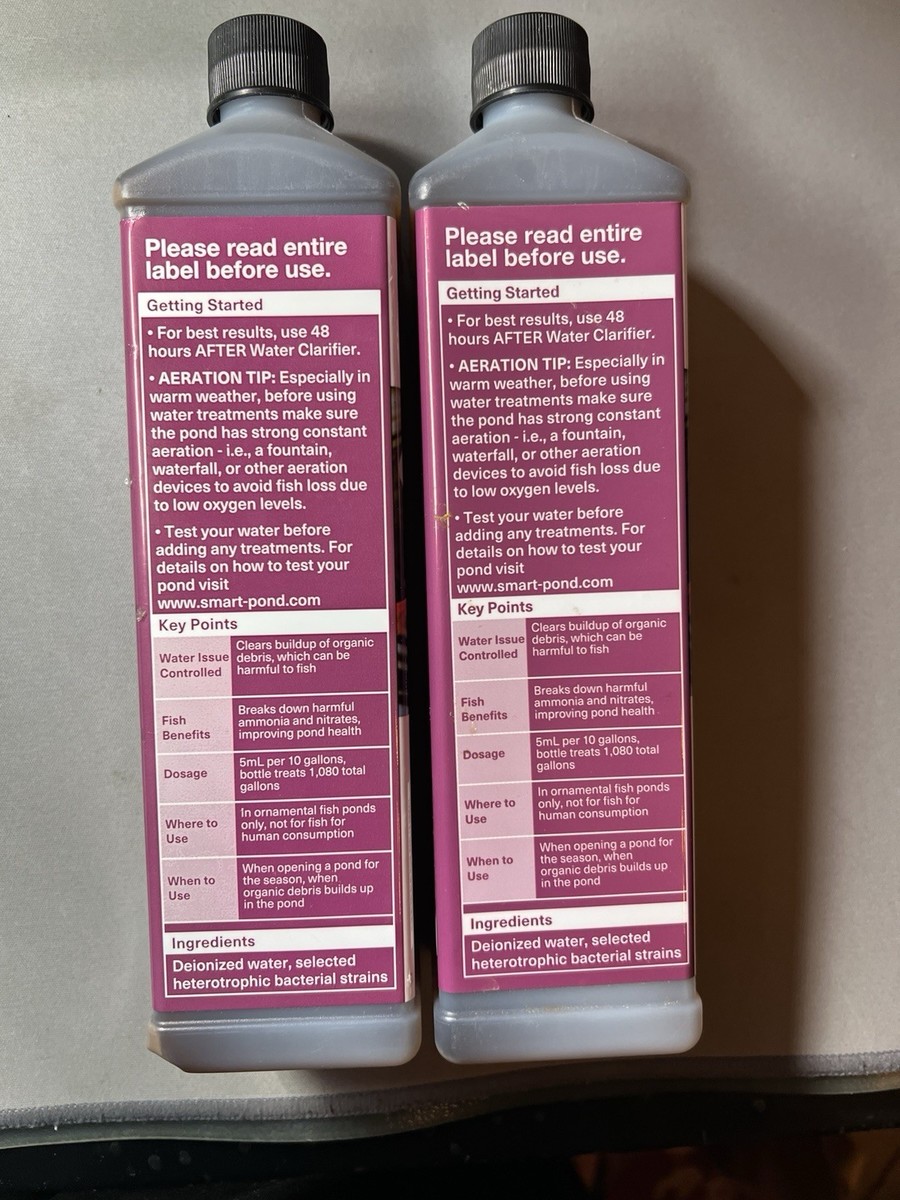 Please read entire
label before use.
Getting Started
• For best results, use 48
hours AFTER Water Clarifier.
• AERATION TIP: Especially in
warm weather, before using
water treatments make sure
the pond has strong constant
aeration - i.e., a fountain,
waterfall, or other aeration
devices to avoid fish loss due
to low oxygen levels.
• Test your water before
adding any treatments. For
details on how to test your
pond visit
www.smart-pond.com
Key Points
Water Issue
Controlled
Clears buildup of organic
debris, which can be
harmful to fish
Fish
Benefits
Breaks down harmful
ammonia and nitrates,
improving pond health
Dosage
5mL per 10 gallons,
bottle treats 1,080 total
gallons
Where to
Use
In ornamental fish ponds
only, not for fish for
human consumption
When to
Use
When opening a pond for
the season, when
organic debris builds up
in the pond
Ingredients
Deionized water, selected
heterotrophic bacterial strains
Please read entire
label before use.
Getting Started
• For best results, use 48
hours AFTER Water Clarifier.
• AERATION TIP: Especially in
warm weather, before using
water treatments make sure
the pond has strong constant
aeration - i.e., a fountain,
waterfall, or other aeration
devices to avoid fish loss due
to low oxygen levels.
• Test your water before
adding any treatments. For
details on how to test your
pond visit
www.smart-pond.com
Key Points
Water Issue
Controlled
Clears buildup of organic
debris, which can be
harmful to fish
Fish
Benefits
Breaks down harmful
ammonia and nitrates,
improving pond health
Dosage
5mL per 10 gallons,
bottle treats 1,080 total
gallons
Where to
Use
In ornamental fish ponds
only, not for fish for
human consumption
When to
Use
When opening a pond for
the season, when
organic debris builds up
in the pond
Ingredients
Deionized water, selected
heterotrophic bacterial strains